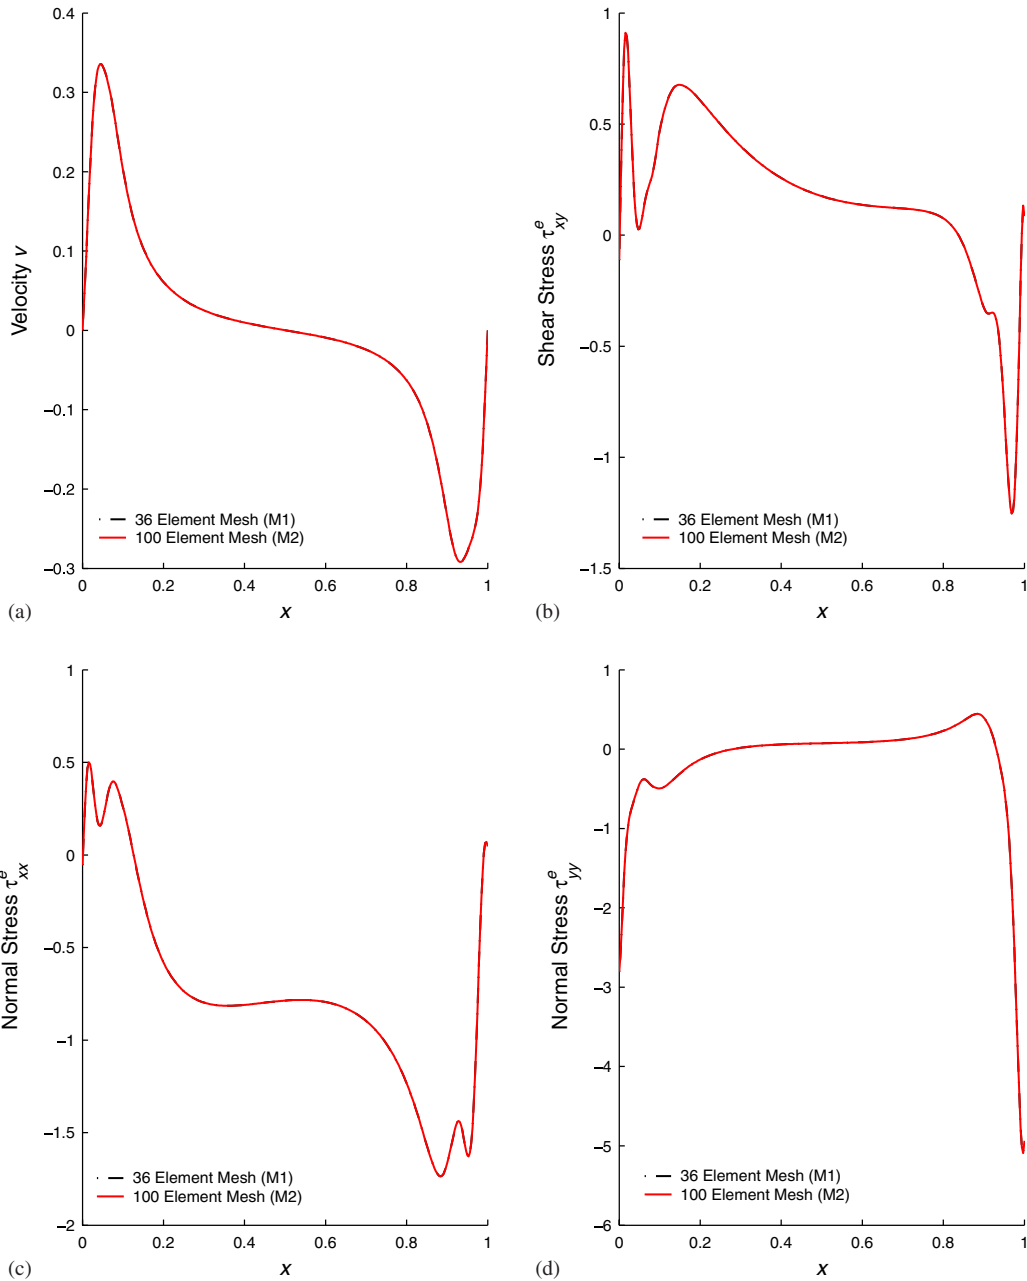 0.4
0.3
0.2
0.1
0
−0.1
−0.2
−0.3
Velocity v
36 Element Mesh (M1)
100 Element Mesh (M2)
0 0.2 0.4 0.6 0.8 1
x
(a)
1
0.5
0
−0.5
−1
−1.5
Shear Stress τ^e_xy
36 Element Mesh (M1)
100 Element Mesh (M2)
0 0.2 0.4 0.6 0.8 1
x
(b)
1
0.5
0
−0.5
−1
−1.5
−2
Normal Stress τ^e_xx
36 Element Mesh (M1)
100 Element Mesh (M2)
0 0.2 0.4 0.6 0.8 1
x
(c)
1
0
−1
−2
−3
−4
−5
−6
Normal Stress τ^e_yy
36 Element Mesh (M1)
100 Element Mesh (M2)
0 0.2 0.4 0.6 0.8 1
x
(d)